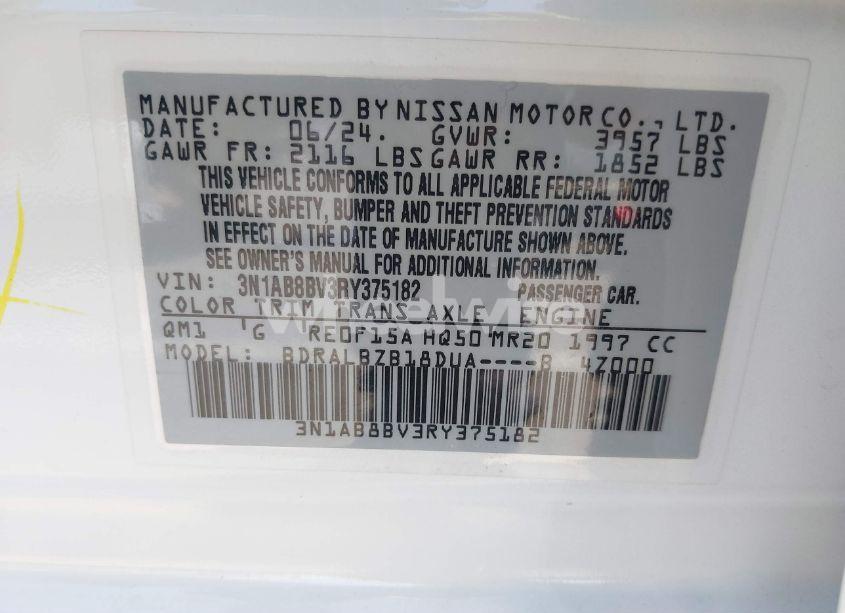 MANUFACTURED BY NISSAN MOTOR CO., LTD.
DATE: 06/24. GVWR: 3957 LBS
GAWR FR: 2116 LBS GAWR RR: 1852 LBS
THIS VEHICLE CONFORMS TO ALL APPLICABLE FEDERAL MOTOR
VEHICLE SAFETY, BUMPER AND THEFT PREVENTION STANDARDS
IN EFFECT ON THE DATE OF MANUFACTURE SHOWN ABOVE.
SEE OWNER'S MANUAL FOR ADDITIONAL INFORMATION.
VIN: 3N1AB8BV3RY375182 PASSENGER CAR.
COLOR TRIM TRANS AXLE ENGINE
QM1 G RE0F15A HQ50 MR20 1997 CC
MODEL: BDRALBZB18DUA----B 4Z000
3N1AB8BV3RY375182